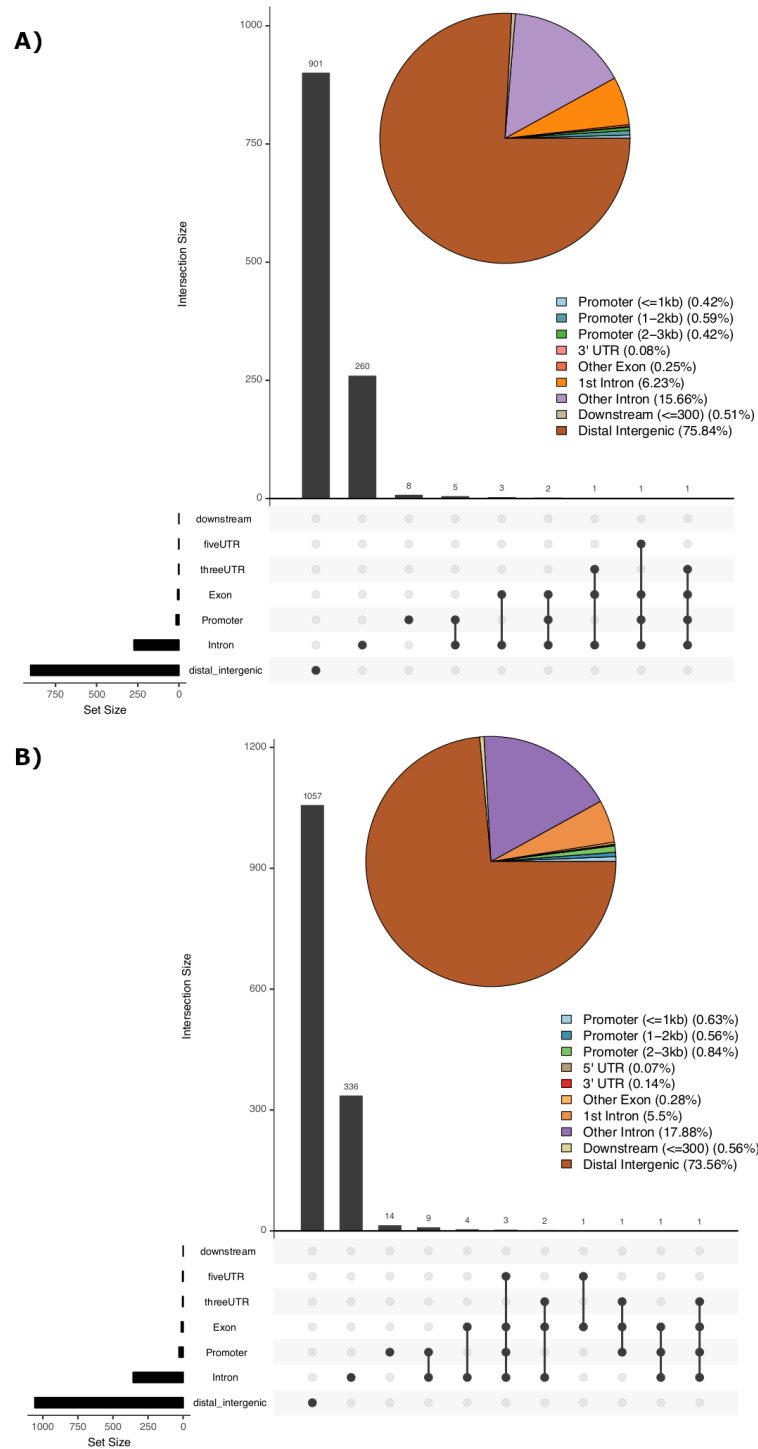 A)
1000
901
750
Intersection Size
500
Promoter (<=1kb) (0.42%)
Promoter (1−2kb) (0.59%)
Promoter (2−3kb) (0.42%)
3' UTR (0.08%)
Other Exon (0.25%)
1st Intron (6.23%)
Other Intron (15.66%)
Downstream (<=300) (0.51%)
Distal Intergenic (75.84%)
260
250
8 5 3 2 1 1 1
0
downstream
fiveUTR
threeUTR
Exon
Promoter
Intron
distal_intergenic
750 500 250 0
Set Size
B)
1200
1057
900
Intersection Size
600
Promoter (<=1kb) (0.63%)
Promoter (1−2kb) (0.56%)
Promoter (2−3kb) (0.84%)
5' UTR (0.07%)
3' UTR (0.14%)
Other Exon (0.28%)
1st Intron (5.5%)
Other Intron (17.88%)
Downstream (<=300) (0.56%)
Distal Intergenic (73.56%)
336
300
14 9 4 3 2 1 1 1 1
0
downstream
fiveUTR
threeUTR
Exon
Promoter
Intron
distal_intergenic
1000 750 500 250 0
Set Size